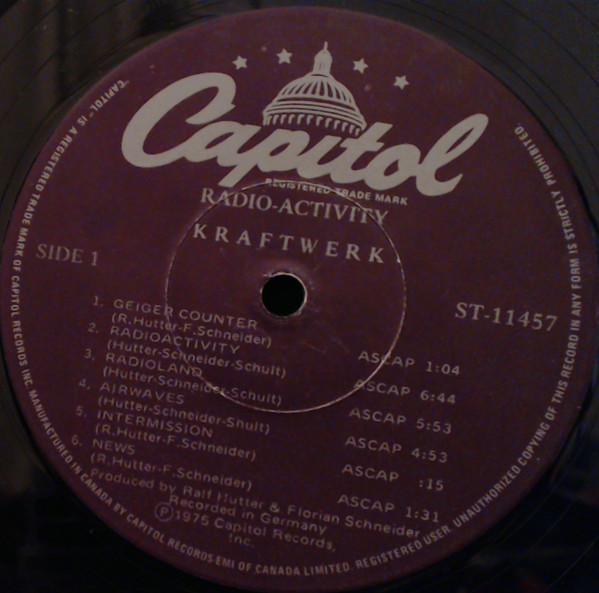 Capitol
REGISTERED TRADE MARK
RADIO-ACTIVITY
KRAFTWERK
SIDE 1
ST-11457
1. GEIGER COUNTER
(R.Hutter-F.Schneider) ASCAP 1:04
2. RADIOACTIVITY
(Hutter-Schneider-Schult) ASCAP 6:44
3. RADIOLAND
(Hutter-Schneider-Schult) ASCAP 5:53
4. AIRWAVES
(Hutter-Schneider-Shult) ASCAP 4:53
5. INTERMISSION
(R.Hutter-F.Schneider) ASCAP :15
6. NEWS
(R.Hutter-F.Schneider) ASCAP 1:31
Produced by Ralf Hutter & Florian Schneider
Recorded in Germany
Ⓟ1975 Capitol Records,
Inc.
"CAPITOL" IS A REGISTERED TRADE MARK OF CAPITOL RECORDS INC. MANUFACTURED IN CANADA BY CAPITOL RECORDS-EMI OF CANADA LIMITED. REGISTERED USER. UNAUTHORIZED COPYING OF THIS RECORD IN ANY FORM IS STRICTLY PROHIBITED.